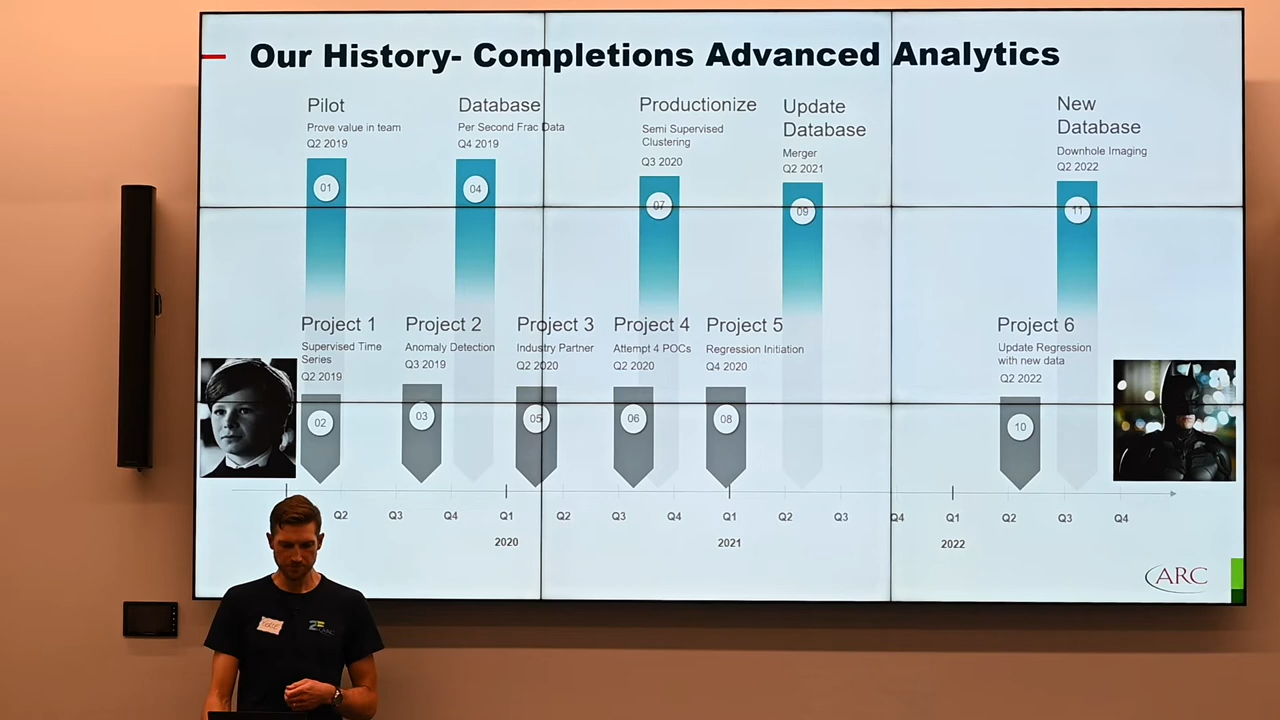 Our History- Completions Advanced Analytics
Pilot
Prove value in team
Q2 2019
01
Database
Per Second Frac Data
Q4 2019
04
Productionize
Semi Supervised
Clustering
Q3 2020
07
Update
Database
Merger
Q2 2021
09
New
Database
Downhole Imaging
Q2 2022
11
Project 1
Supervised Time
Series
Q2 2019
02
Project 2
Anomaly Detection
Q3 2019
03
Project 3
Industry Partner
Q2 2020
05
Project 4
Attempt 4 POCs
Q2 2020
06
Project 5
Regression Initiation
Q4 2020
08
Project 6
Update Regression
with new data
Q2 2022
10
Q2 Q3 Q4 Q1 Q2 Q3 Q4 Q1 Q2 Q3 Q4 Q1 Q2 Q3 Q4
2020 2021 2022
ARC